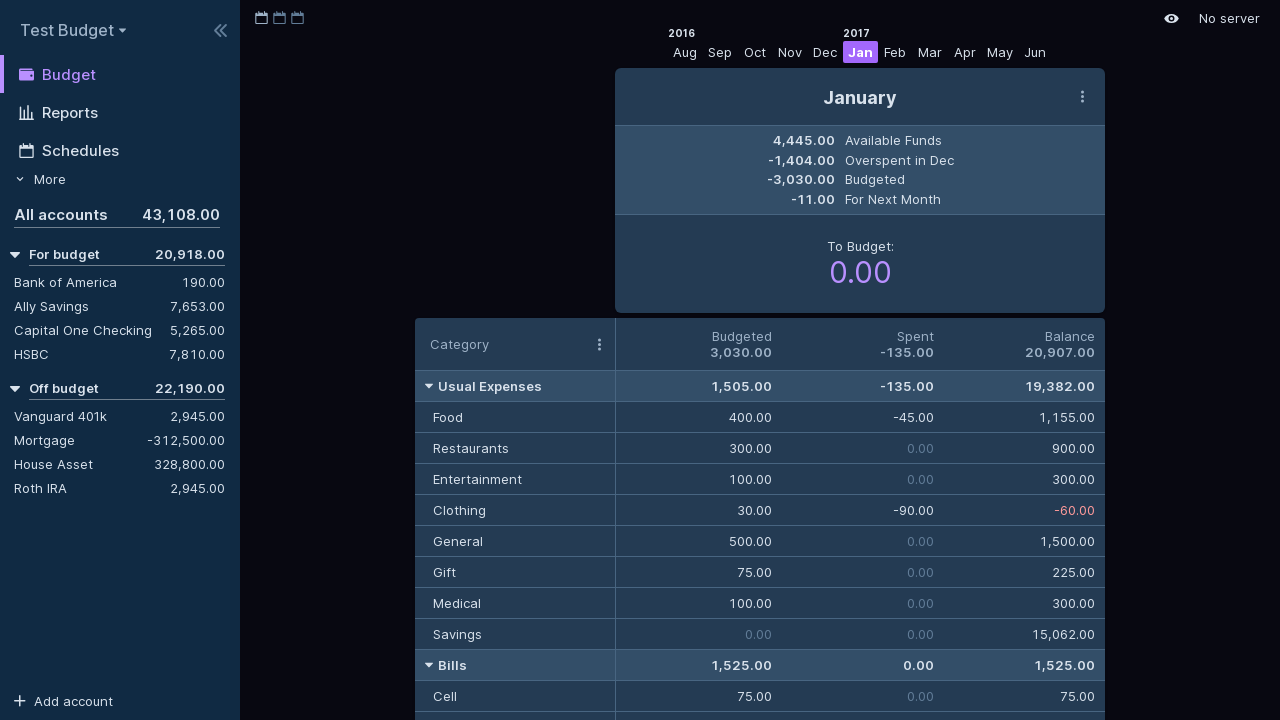 Test Budget
Budget
Reports
Schedules
More
All accounts 43,108.00
For budget 20,918.00
Bank of America 190.00
Ally Savings 7,653.00
Capital One Checking 5,265.00
HSBC 7,810.00
Off budget 22,190.00
Vanguard 401k 2,945.00
Mortgage -312,500.00
House Asset 328,800.00
Roth IRA 2,945.00
Add account
No server
2016 2017
Aug Sep Oct Nov Dec Jan Feb Mar Apr May Jun
January
4,445.00 Available Funds
-1,404.00 Overspent in Dec
-3,030.00 Budgeted
-11.00 For Next Month
To Budget:
0.00
Category Budgeted Spent Balance
3,030.00 -135.00 20,907.00
Usual Expenses 1,505.00 -135.00 19,382.00
Food 400.00 -45.00 1,155.00
Restaurants 300.00 0.00 900.00
Entertainment 100.00 0.00 300.00
Clothing 30.00 -90.00 -60.00
General 500.00 0.00 1,500.00
Gift 75.00 0.00 225.00
Medical 100.00 0.00 300.00
Savings 0.00 0.00 15,062.00
Bills 1,525.00 0.00 1,525.00
Cell 75.00 0.00 75.00